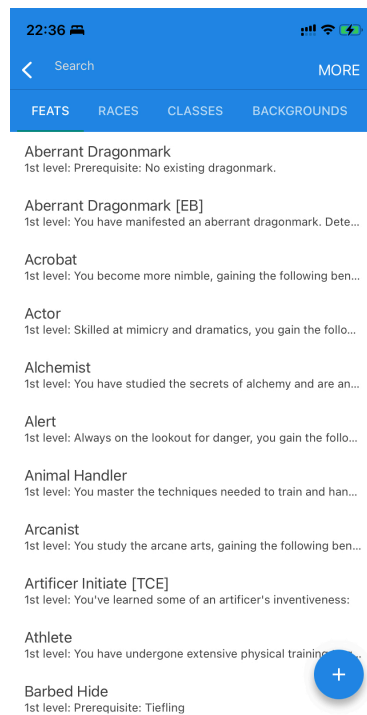 22:36
Search
MORE
FEATS RACES CLASSES BACKGROUNDS
Aberrant Dragonmark
1st level: Prerequisite: No existing dragonmark.
Aberrant Dragonmark [EB]
1st level: You have manifested an aberrant dragonmark. Dete...
Acrobat
1st level: You become more nimble, gaining the following ben...
Actor
1st level: Skilled at mimicry and dramatics, you gain the follo...
Alchemist
1st level: You have studied the secrets of alchemy and are an...
Alert
1st level: Always on the lookout for danger, you gain the follo...
Animal Handler
1st level: You master the techniques needed to train and han...
Arcanist
1st level: You study the arcane arts, gaining the following ben...
Artificer Initiate [TCE]
1st level: You've learned some of an artificer's inventiveness:
Athlete
1st level: You have undergone extensive physical training
Barbed Hide
1st level: Prerequisite: Tiefling